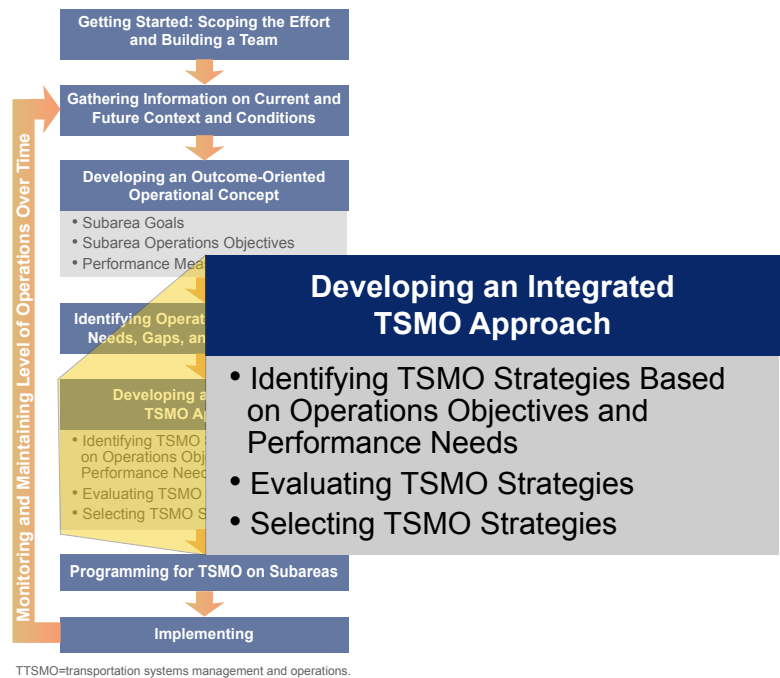 Getting Started: Scoping the Effort
and Building a Team
Gathering Information on Current and
Future Context and Conditions
Developing an Outcome-Oriented
Operational Concept
• Subarea Goals
• Subarea Operations Objectives
• Performance Mea
Identifying Operat
Needs, Gaps, an
Developing a
TSMO A
• Identifying TSMO
on Operations Obj
Performance Need
• Evaluating TSMO
• Selecting TSMO S
Developing an Integrated
TSMO Approach
• Identifying TSMO Strategies Based
on Operations Objectives and
Performance Needs
• Evaluating TSMO Strategies
• Selecting TSMO Strategies
Programming for TSMO on Subareas
Implementing
Monitoring and Maintaining Level of Operations Over Time
TTSMO=transportation systems management and operations.